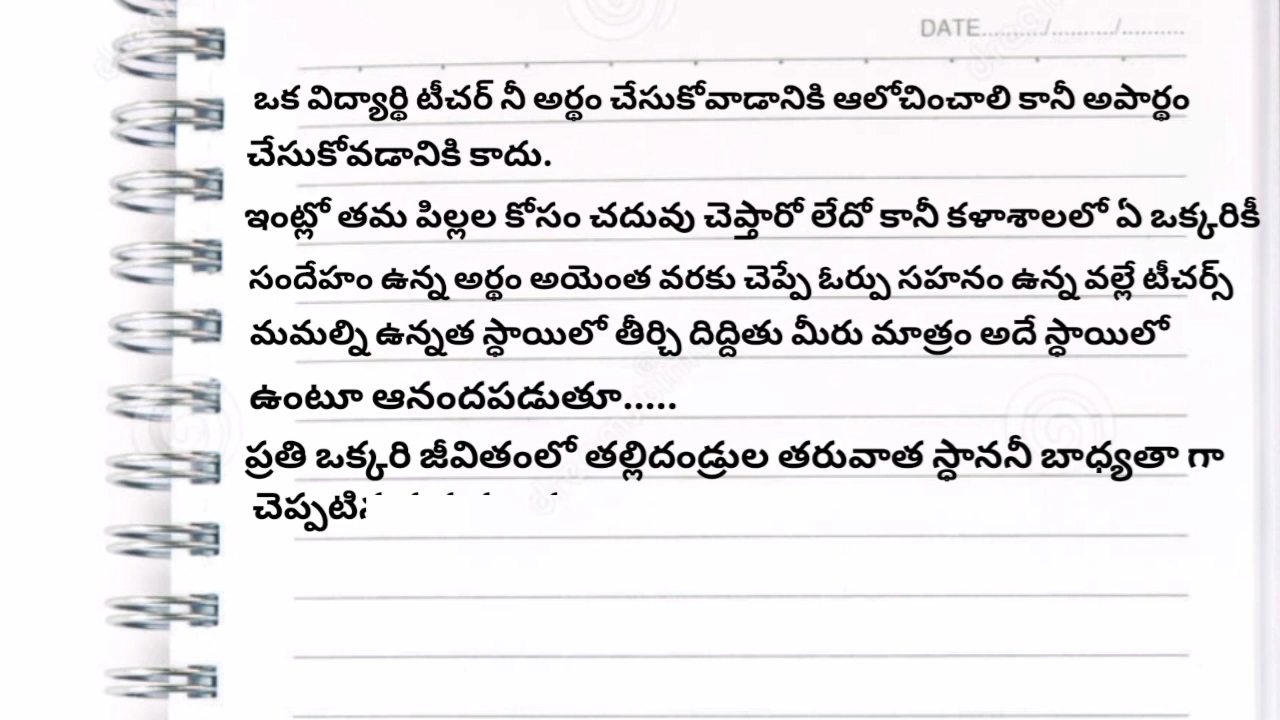 DATE........../........../..........
ఒక విద్యార్థి టీచర్ నీ అర్థం చేసుకోవాడానికి ఆలోచించాలి కానీ అపార్థం
చేసుకోవడానికి కాదు.
ఇంట్లో తమ పిల్లల కోసం చదువు చెప్తారో లేదో కానీ కళాశాలలో ఏ ఒక్కరికీ
సందేహం ఉన్న అర్థం అయెంత వరకు చెప్పే ఓర్పు సహనం ఉన్న వల్లే టీచర్స్
మమల్ని ఉన్నత స్థాయిలో తీర్చి దిద్దితు మీరు మాత్రం అదే స్థాయిలో
ఉంటూ ఆనందపడుతూ.....
ప్రతి ఒక్కరి జీవితంలో తల్లిదండ్రుల తరువాత స్థాననీ బాధ్యతా గా